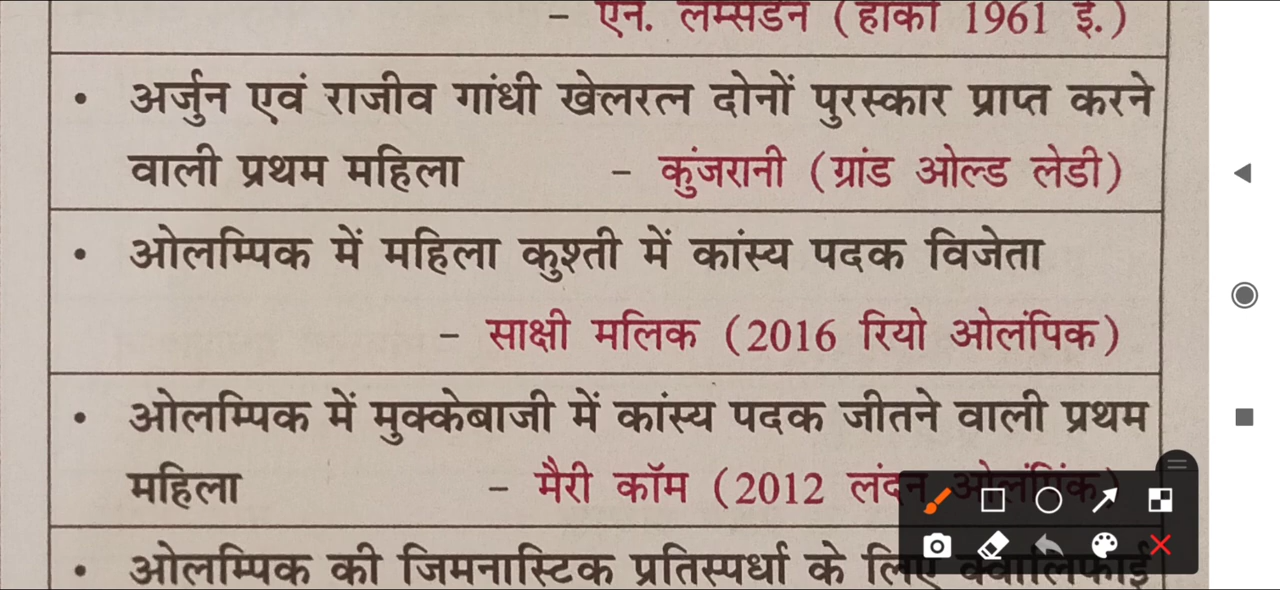 – एन. लम्सडेन (हॉकी 1961 ई.)
• अर्जुन एवं राजीव गांधी खेलरत्न दोनों पुरस्कार प्राप्त करने
वाली प्रथम महिला – कुंजरानी (ग्रांड ओल्ड लेडी)
• ओलम्पिक में महिला कुश्ती में कांस्य पदक विजेता
– साक्षी मलिक (2016 रियो ओलंपिक)
• ओलम्पिक में मुक्केबाजी में कांस्य पदक जीतने वाली प्रथम
महिला – मैरी कॉम (2012 लंदन
• ओलम्पिक की जिमनास्टिक प्रतिस्पर्धा के लिए क्वालिफाई